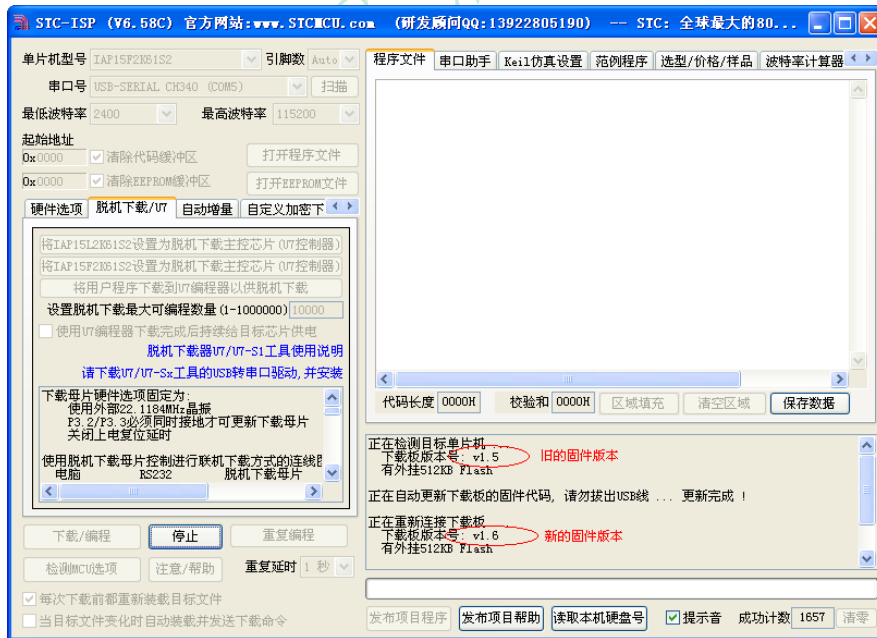 STC-ISP (V6.58C) 官方网站:www.STCMCU.com (研发顾问QQ:13922805190) -- STC: 全球最大的80...
单片机型号 IAP15F2K61S2 引脚数 Auto
串口号 USB-SERIAL CH340 (COM5) 扫描
最低波特率 2400 最高波特率 115200
起始地址
0x0000 清除代码缓冲区 打开程序文件
0x0000 清除EEPROM缓冲区 打开EEPROM文件
硬件选项 脱机下载/U7 自动增量 自定义加密下
将IAP15L2K61S2设置为脱机下载主控芯片(U7控制器)
将IAP15F2K61S2设置为脱机下载主控芯片(U7控制器)
将用户程序下载到U7编程器以供脱机下载
设置脱机下载最大可编程数量(1-1000000) 10000
使用U7编程器下载完成后持续给目标芯片供电
脱机下载器U7/U7-S1工具使用说明
请下载U7/U7-Sx工具的USB转串口驱动,并安装
下载母片硬件选项固定为:
使用外部22.1184MHz晶振
P3.2/P3.3必须同时接地才可更新下载母片
关闭上电复位延时
使用脱机下载母片控制进行联机下载方式的连线
电脑 RS232 脱机下载母片
下载/编程 停止 重复编程
检测MCU选项 注意/帮助 重复延时 1 秒
每次下载前都重新装载目标文件
当目标文件变化时自动装载并发送下载命令
程序文件 串口助手 Keil仿真设置 范例程序 选型/价格/样品 波特率计算器
代码长度 0000H 校验和 0000H 区域填充 清空区域 保存数据
正在检测目标单片机 ...
下载板版本号: v1.5 旧的固件版本
有外挂512KB Flash
正在自动更新下载板的固件代码, 请勿拔出USB线 ... 更新完成 !
正在重新连接下载板 ...
下载板版本号: v1.6 新的固件版本
有外挂512KB Flash
发布项目程序 发布项目帮助 读取本机硬盘号 提示音 成功计数 1657 清零